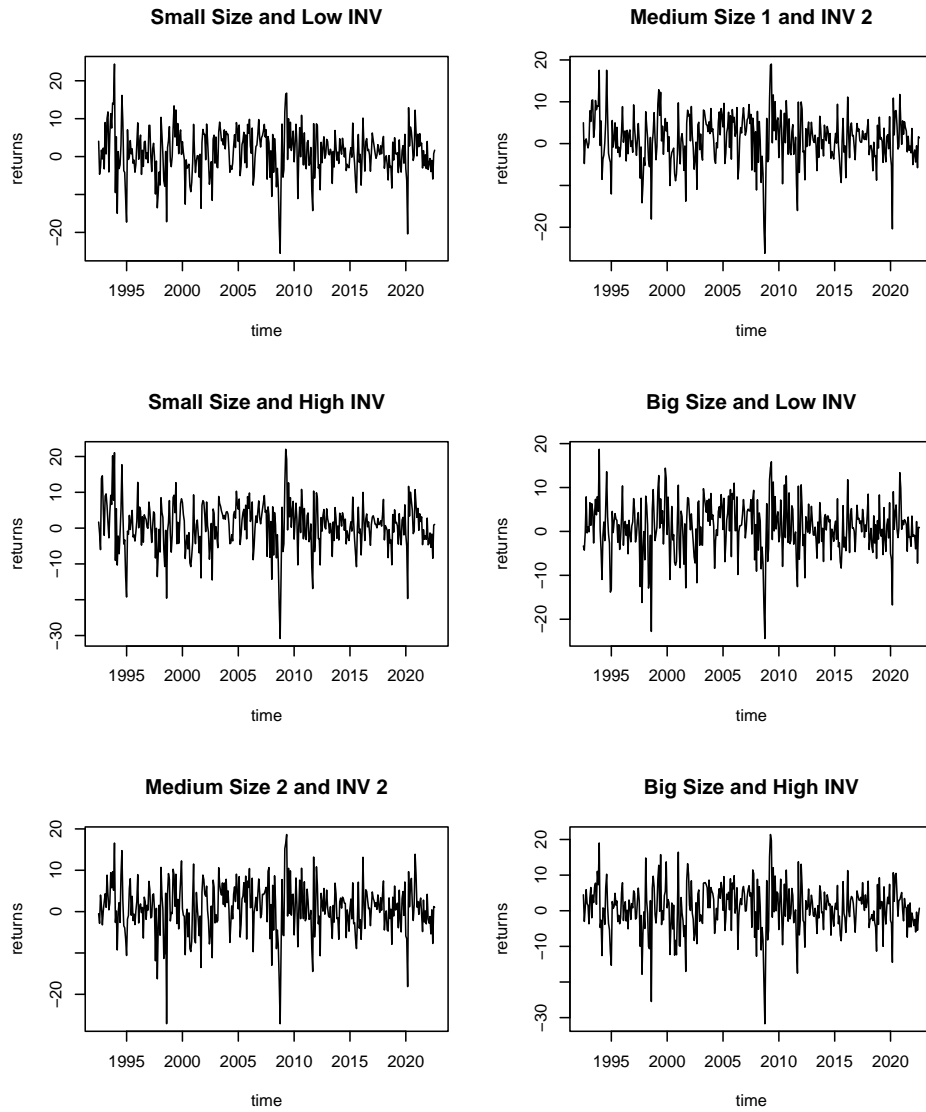 Small Size and Low INV
returns
20
10
0
−20
1995 2000 2005 2010 2015 2020
time
Medium Size 1 and INV 2
returns
20
10
0
−20
1995 2000 2005 2010 2015 2020
time
Small Size and High INV
returns
20
10
0
−10
−30
1995 2000 2005 2010 2015 2020
time
Big Size and Low INV
returns
20
10
0
−10
−20
1995 2000 2005 2010 2015 2020
time
Medium Size 2 and INV 2
returns
20
10
0
−20
1995 2000 2005 2010 2015 2020
time
Big Size and High INV
returns
20
10
0
−10
−30
1995 2000 2005 2010 2015 2020
time